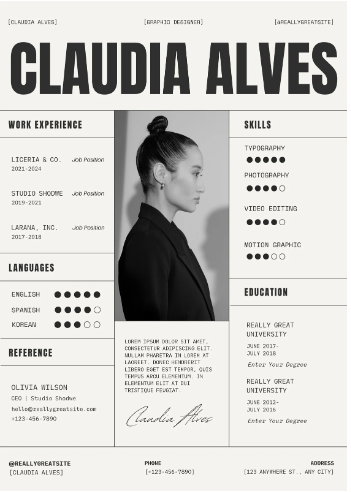 [CLAUDIA ALVES]
[GRAPHIC DESIGNER]
[@REALLYGREATSITE]
CLAUDIA ALVES
WORK EXPERIENCE
LICERIA & CO. Job Position
2021-2024
STUDIO SHODWE Job Position
2019-2021
LARANA, INC. Job Position
2017-2018
LANGUAGES
ENGLISH
SPANISH
KOREAN
REFERENCE
OLIVIA WILSON
CEO | Studio Shodwe
hello@reallygreatsite.com
+123-456-7890
LOREM IPSUM DOLOR SIT AMET,
CONSECTETUR ADIPISCING ELIT.
NULLAM PHARETRA IN LOREM AT
LAOREET. DONEC HENDRERIT
LIBERO EGET EST TEMPOR, QUIS
TEMPUS ARCU ELEMENTUM. IN
ELEMENTUM ELIT AT DUI
TRISTIQUE FEUGIAT.
Claudia Alves
SKILLS
TYPOGRAPHY
PHOTOGRAPHY
VIDEO EDITING
MOTION GRAPHIC
EDUCATION
REALLY GREAT
UNIVERSITY
JUNE 2017-
JULY 2018
Enter Your Degree
REALLY GREAT
UNIVERSITY
JUNE 2012-
JULY 2016
Enter Your Degree
@REALLYGREATSITE
[CLAUDIA ALVES]
PHONE
[+123-456-7890]
ADDRESS
[123 ANYWHERE ST., ANY CITY]